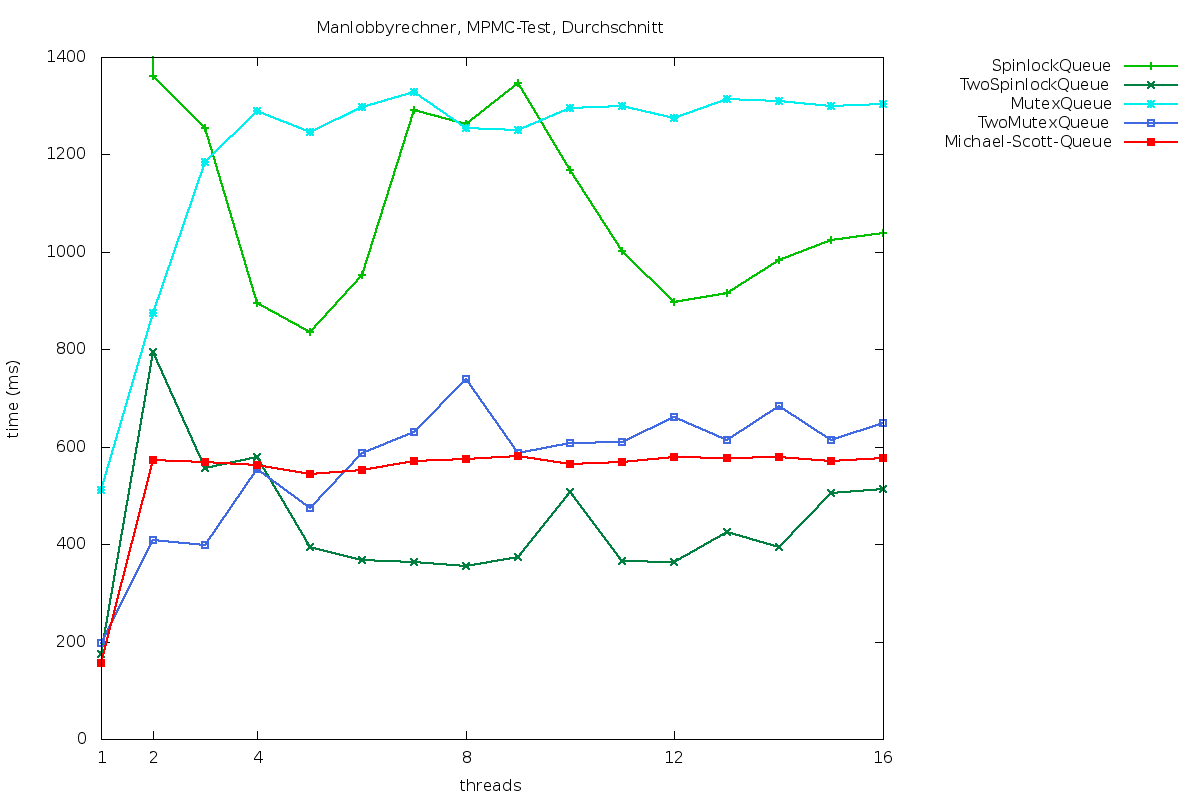 Manlobbyrechner, MPMC-Test, Durchschnitt
SpinlockQueue
TwoSpinlockQueue
MutexQueue
TwoMutexQueue
Michael-Scott-Queue
1400
1200
1000
800
600
400
200
0
time (ms)
1 2 4 8 12 16
threads